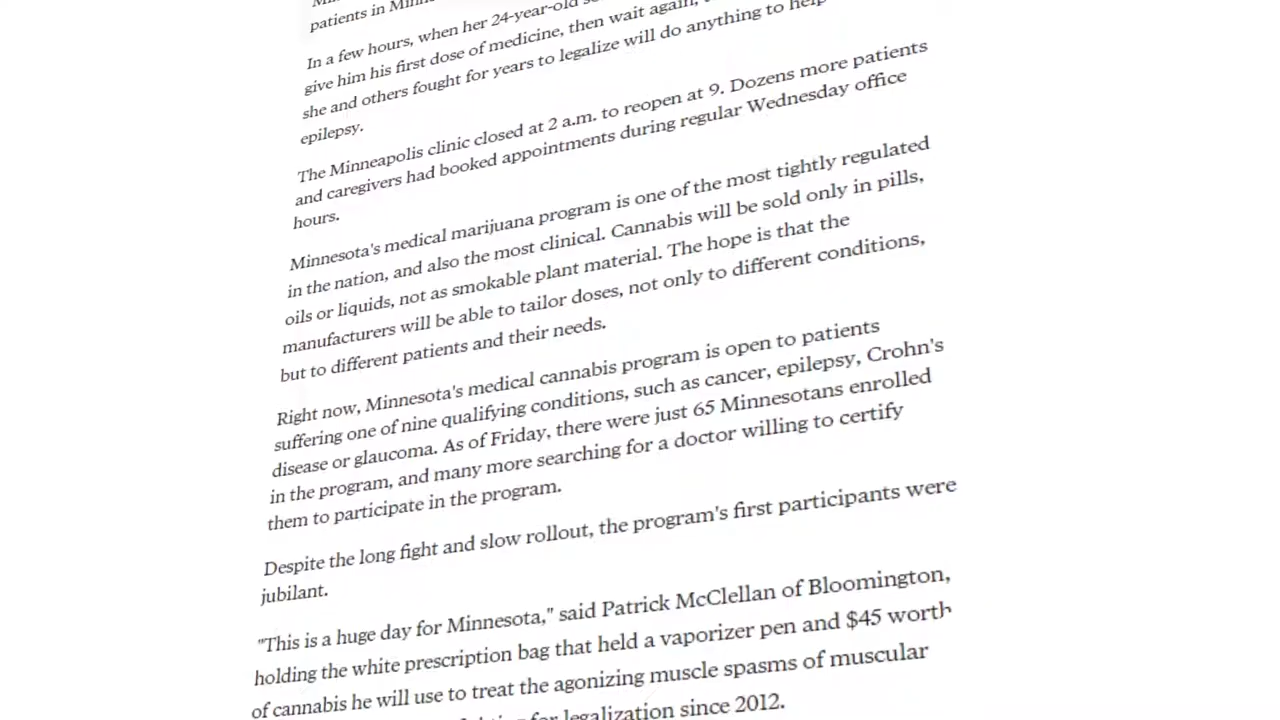 patients in
In a few hours, when her 24-year-old
give him his first dose of medicine, then wait again,
she and others fought for years to legalize will do anything to help
epilepsy.
The Minneapolis clinic closed at 2 a.m. to reopen at 9. Dozens more patients
and caregivers had booked appointments during regular Wednesday office
hours.
Minnesota's medical marijuana program is one of the most tightly regulated
in the nation, and also the most clinical. Cannabis will be sold only in pills,
oils or liquids, not as smokable plant material. The hope is that the
manufacturers will be able to tailor doses, not only to different conditions,
but to different patients and their needs.
Right now, Minnesota's medical cannabis program is open to patients
suffering one of nine qualifying conditions, such as cancer, epilepsy, Crohn's
disease or glaucoma. As of Friday, there were just 65 Minnesotans enrolled
in the program, and many more searching for a doctor willing to certify
them to participate in the program.
Despite the long fight and slow rollout, the program's first participants were
jubilant.
"This is a huge day for Minnesota," said Patrick McClellan of Bloomington,
holding the white prescription bag that held a vaporizer pen and $45 worth
of cannabis he will use to treat the agonizing muscle spasms of muscular
for legalization since 2012.